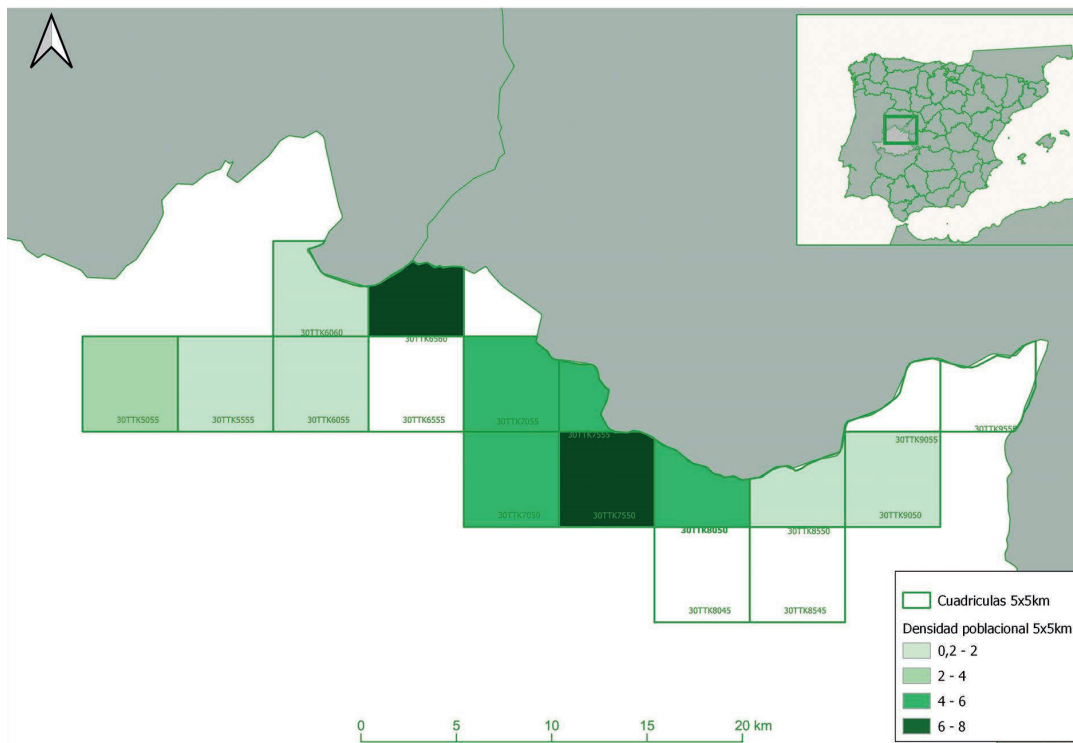 30TTK6060
30TTK6560
30TTK5055
30TTK5555
30TTK6055
30TTK6555
30TTK7055
30TTK7555
30TTK9055
30TTK9555
30TTK7050
30TTK7550
30TTK8050
30TTK8550
30TTK9050
30TTK8045
30TTK8545
Cuadriculas 5x5km
Densidad poblacional 5x5km
0,2 - 2
2 - 4
4 - 6
6 - 8
0 5 10 15 20 km